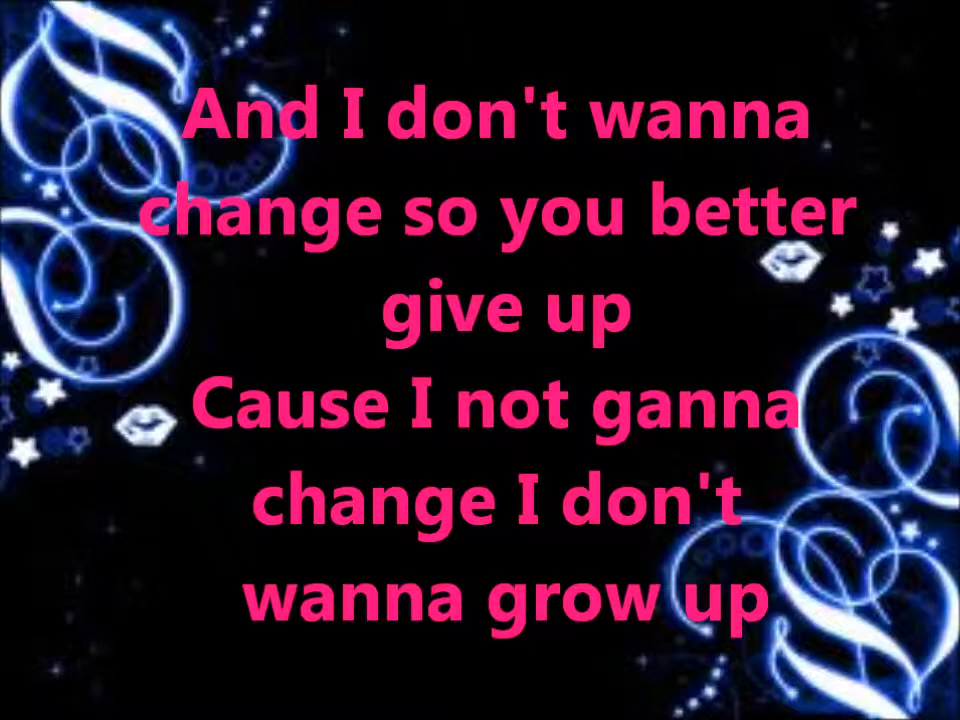 And I don't wanna
change so you better
give up
Cause I not ganna
change I don't
wanna grow up